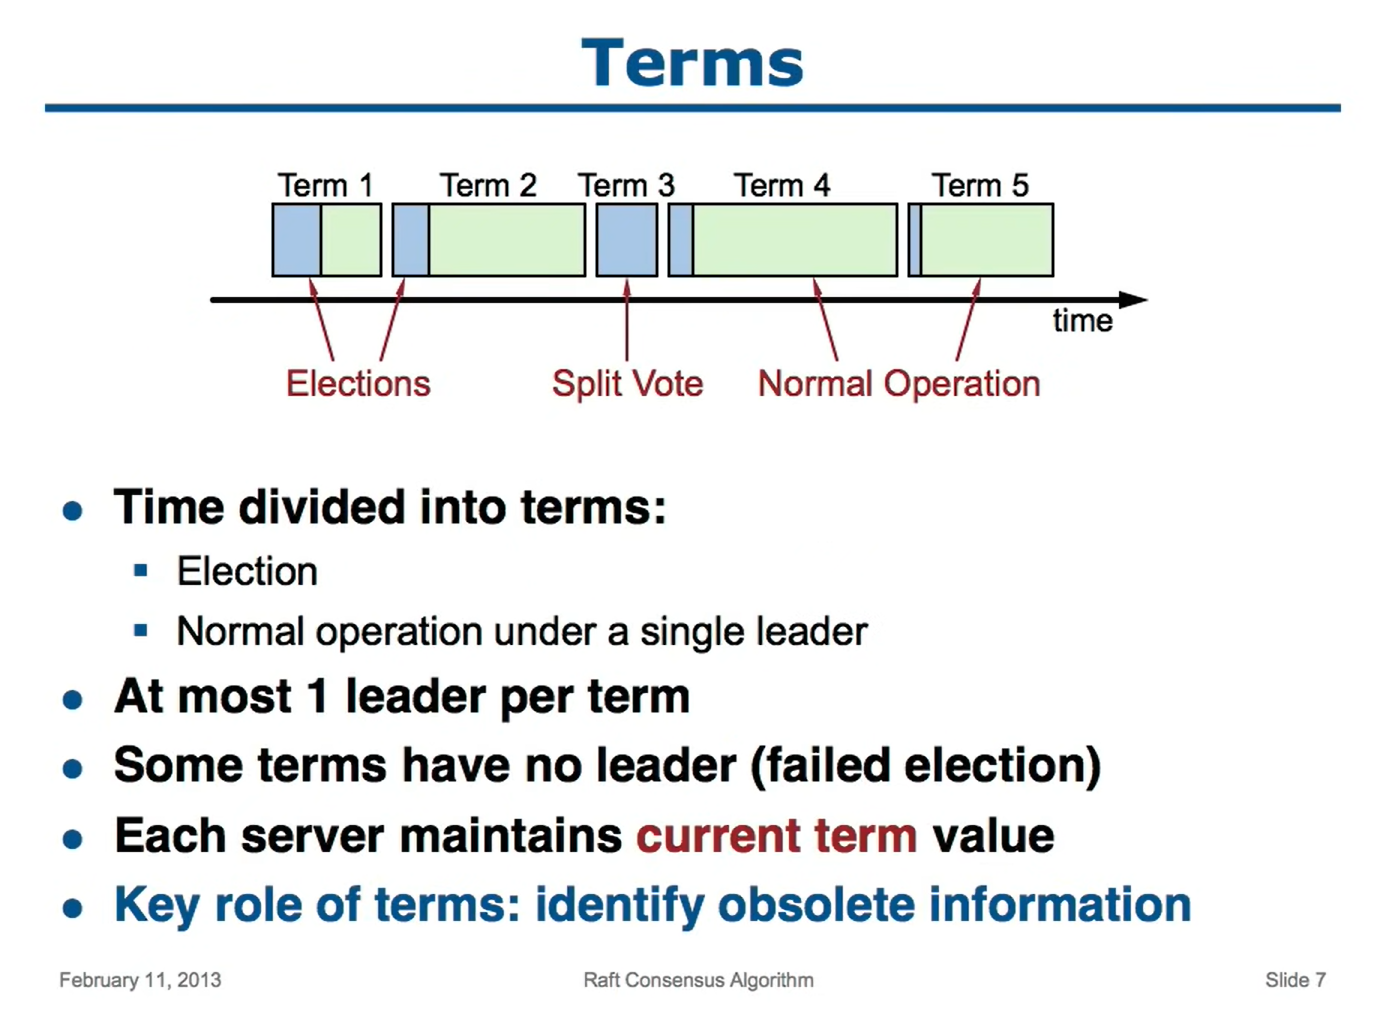 Terms
Term 1 Term 2 Term 3 Term 4 Term 5
time
Elections Split Vote Normal Operation
Time divided into terms:
Election
Normal operation under a single leader
At most 1 leader per term
Some terms have no leader (failed election)
Each server maintains current term value
Key role of terms: identify obsolete information
February 11, 2013 Raft Consensus Algorithm Slide 7